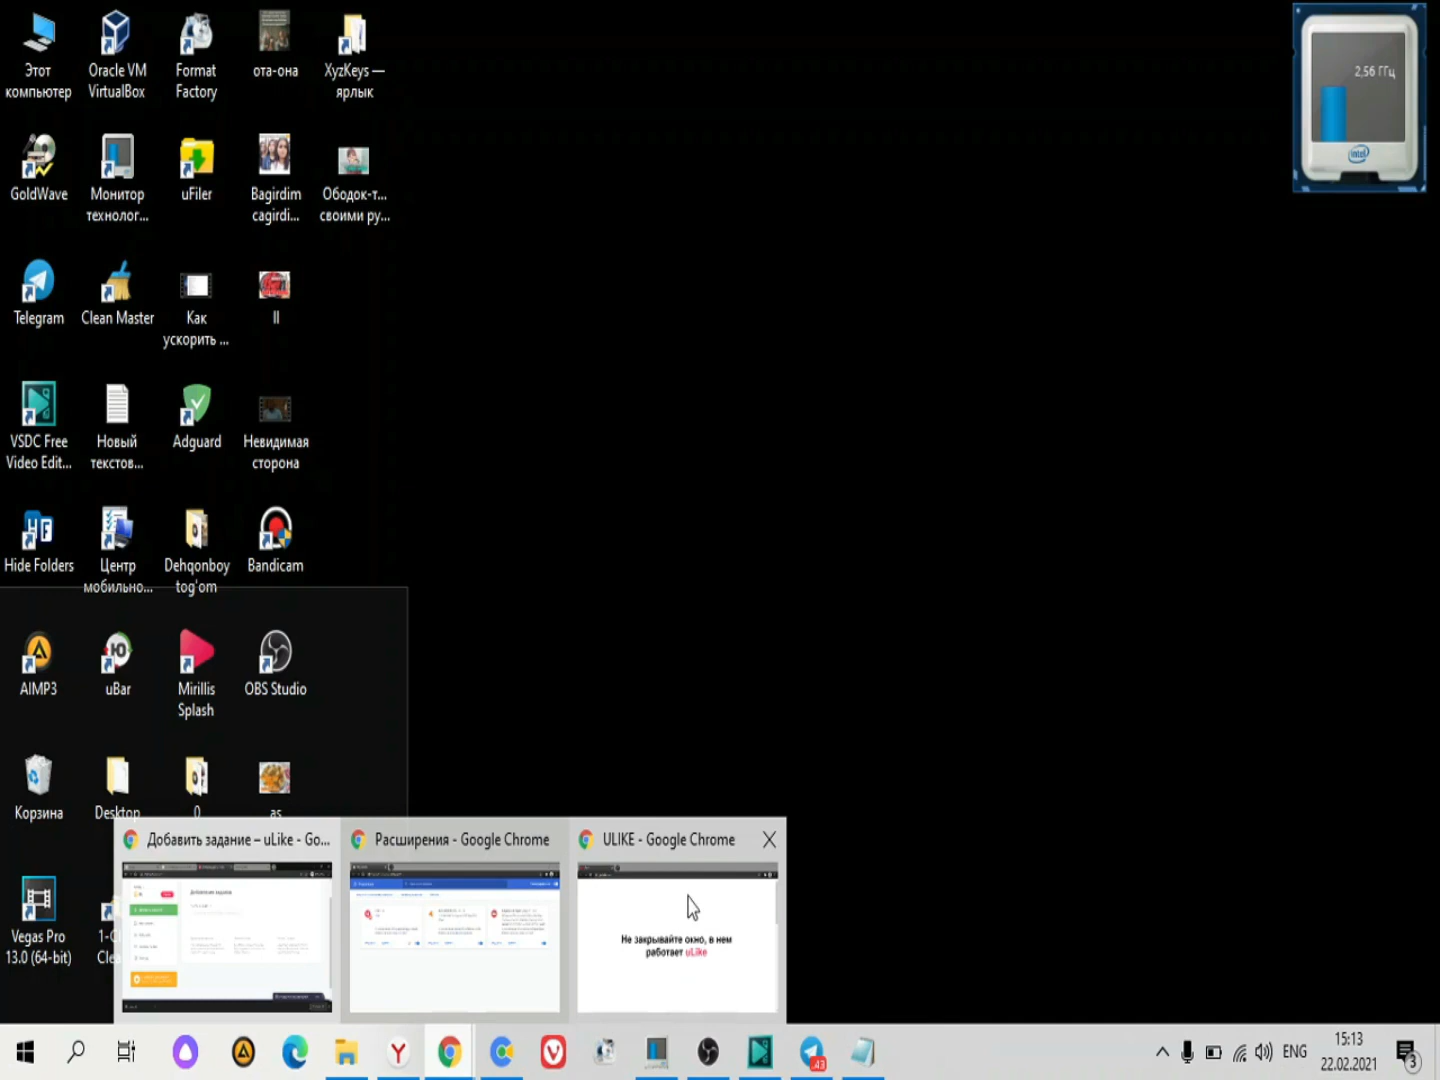 Этот
компьютер
Oracle VM
VirtualBox
Format
Factory
ота-она
XyzKeys —
ярлык
2,56 ГГц
intel
GoldWave
Монитор
технолог...
uFiler
Bagirdim
cagirdi...
Ободок-т...
своими ру...
Telegram
Clean Master
Как
ускорить ...
II
VSDC Free
Video Edit...
Новый
текстов...
Adguard
Невидимая
сторона
Hide Folders
Центр
мобильно...
Dehqonboy
tog'om
Bandicam
AIMP3
uBar
Mirillis
Splash
OBS Studio
Корзина
Desktop
0
as
Vegas Pro
13.0 (64-bit)
Добавить задание – uLike - Go...
Расширения - Google Chrome
ULIKE - Google Chrome
Не закрывайте окно, в нем
работает uLike
43
ENG
15:13
22.02.2021
3